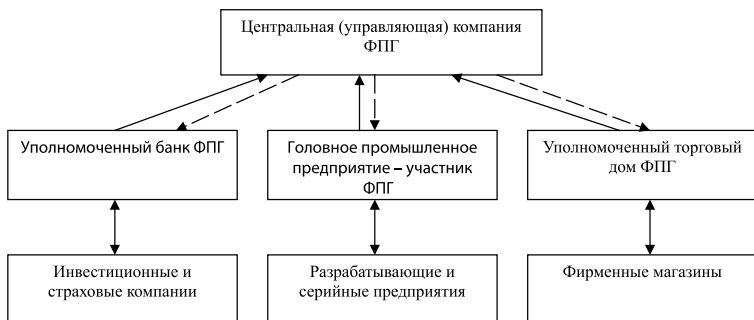 Центральная (управляющая) компания
ФПГ
Уполномоченный банк ФПГ
Головное промышленное
предприятие – участник
ФПГ
Уполномоченный торговый
дом ФПГ
Инвестиционные и
страховые компании
Разрабатывающие и
серийные предприятия
Фирменные магазины